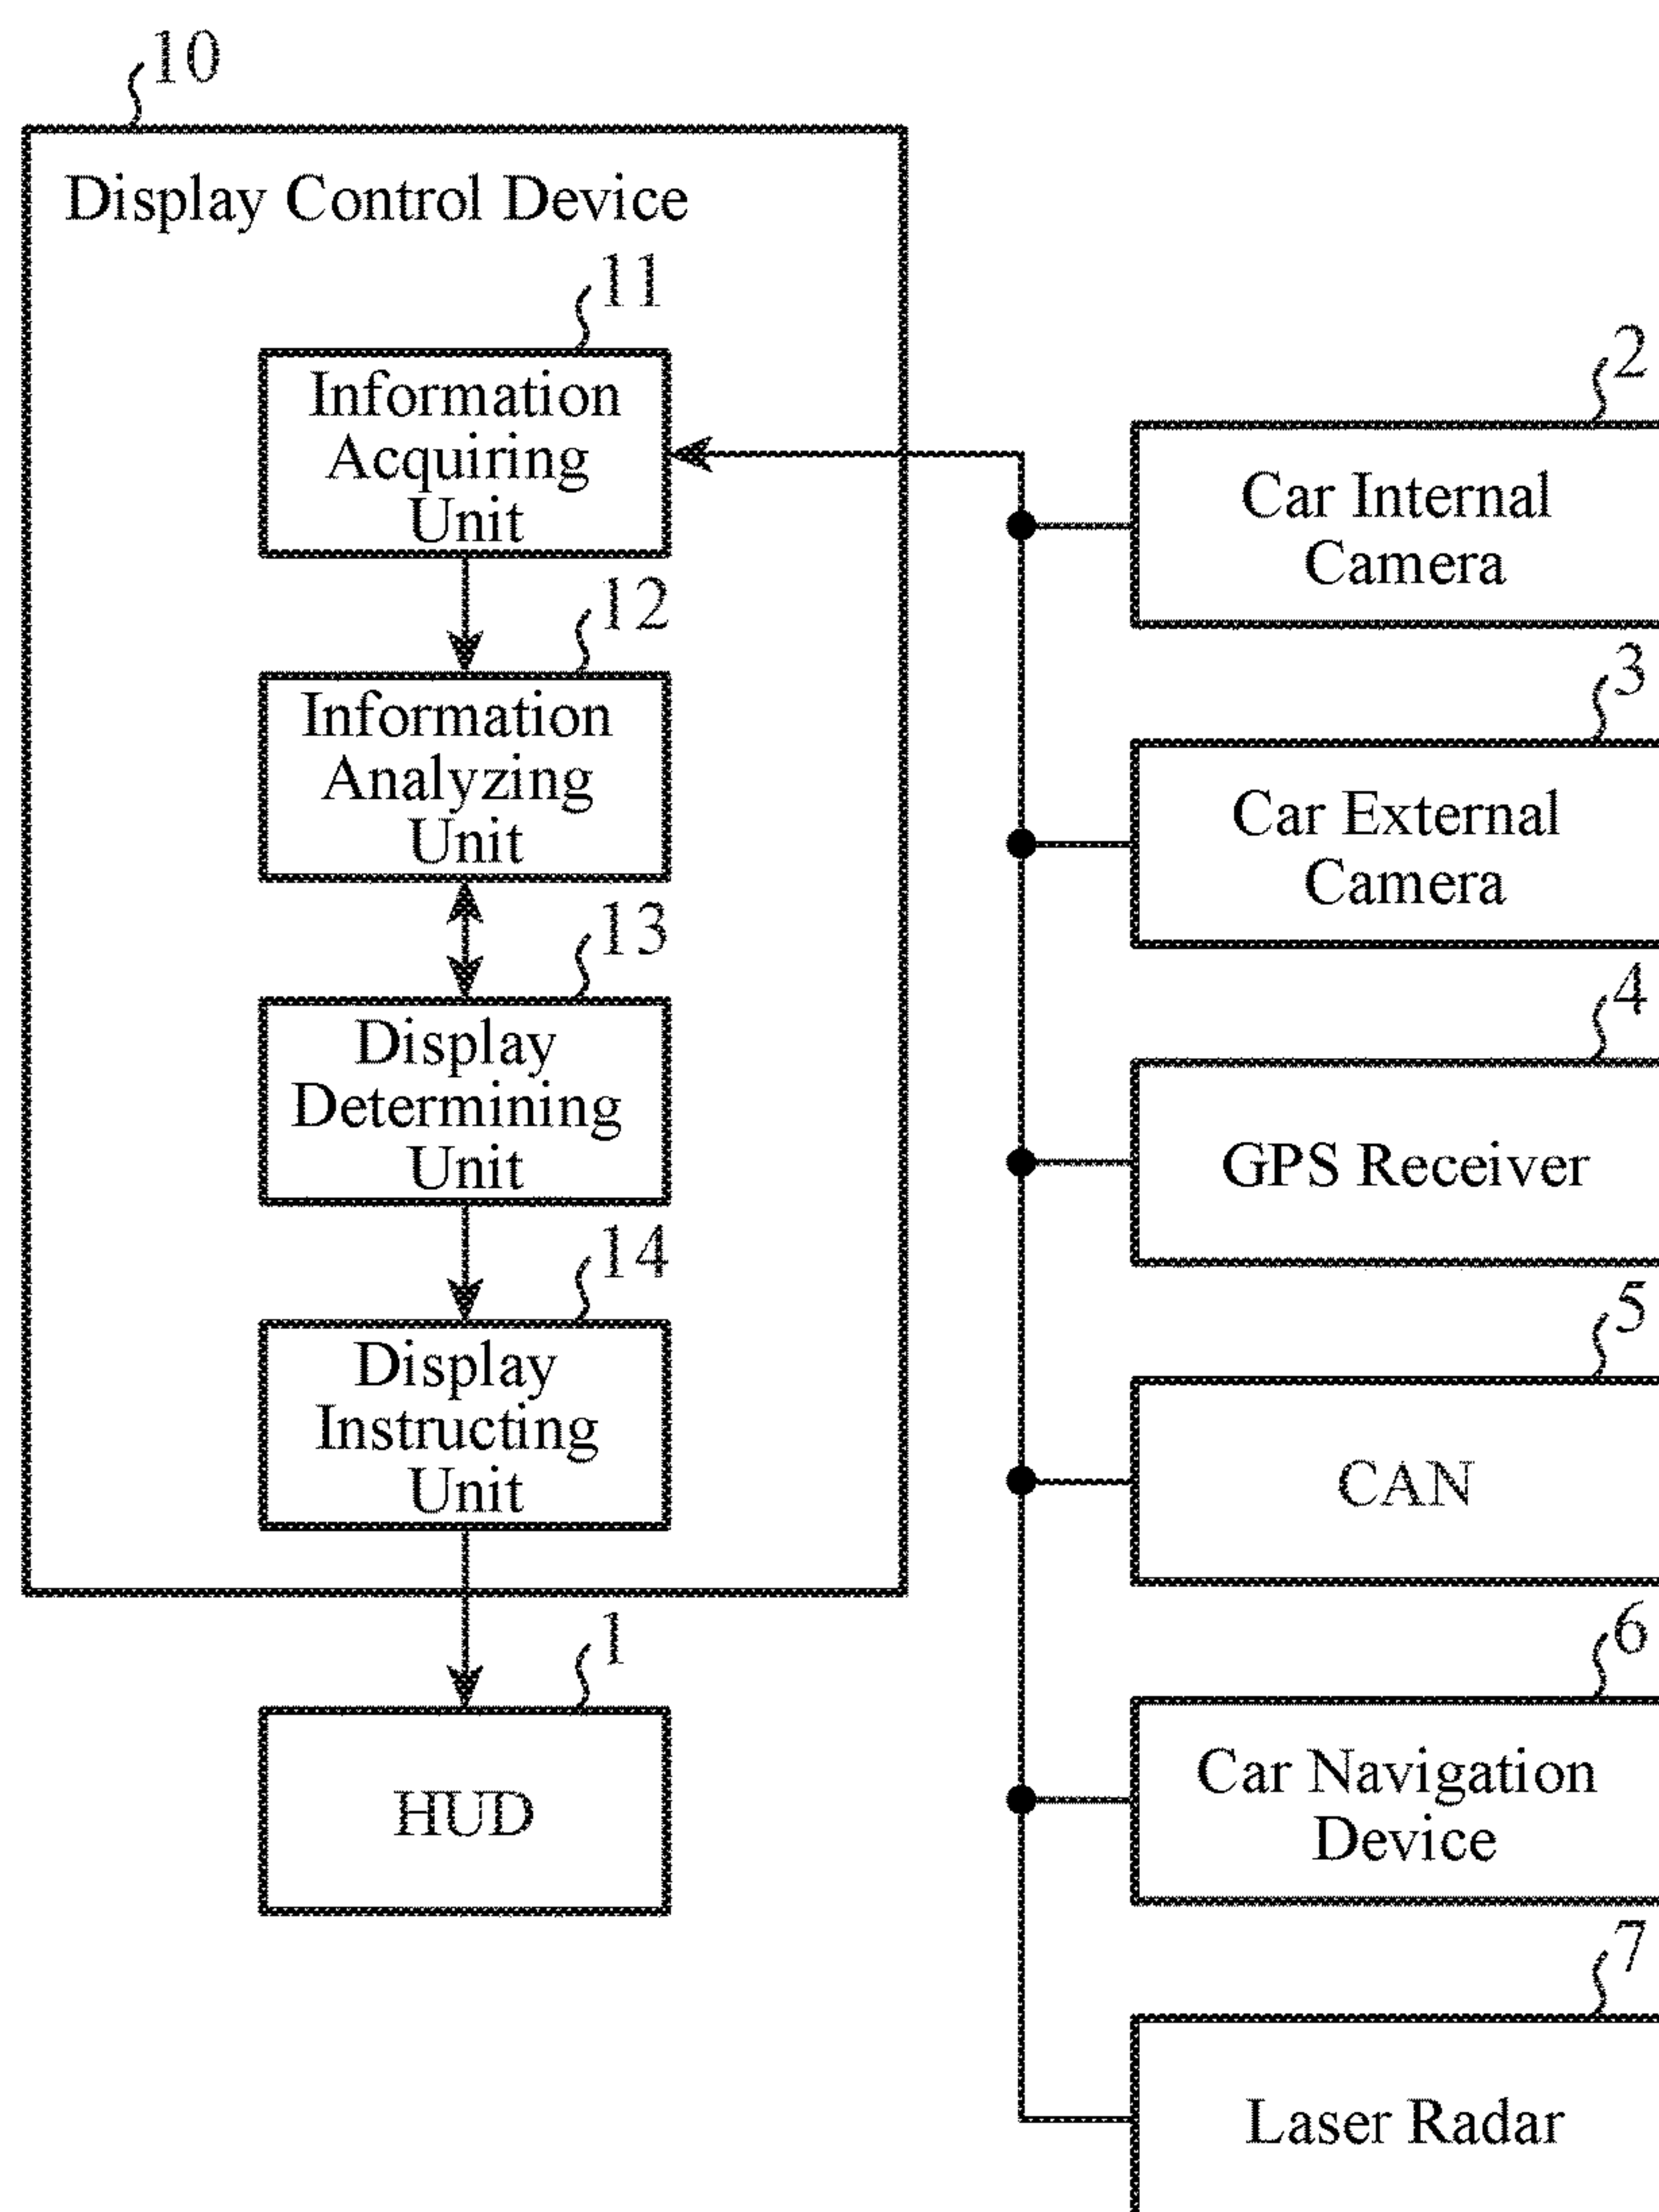 10
Display Control Device
11
Information
Acquiring
Unit
12
Information
Analyzing
Unit
13
Display
Determining
Unit
14
Display
Instructing
Unit
1
HUD
2
Car Internal
Camera
3
Car External
Camera
4
GPS Receiver
5
CAN
6
Car Navigation
Device
7
Laser Radar